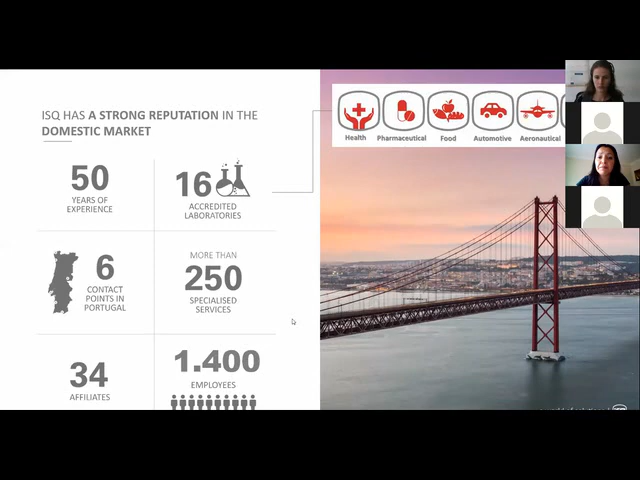 ISQ HAS A STRONG REPUTATION IN THE
DOMESTIC MARKET
50
YEARS OF
EXPERIENCE
16
ACCREDITED
LABORATORIES
6
CONTACT
POINTS IN
PORTUGAL
MORE THAN
250
SPECIALISED
SERVICES
34
AFFILIATES
1.400
EMPLOYEES
Health
Pharmaceutical
Food
Automotive
Aeronautical